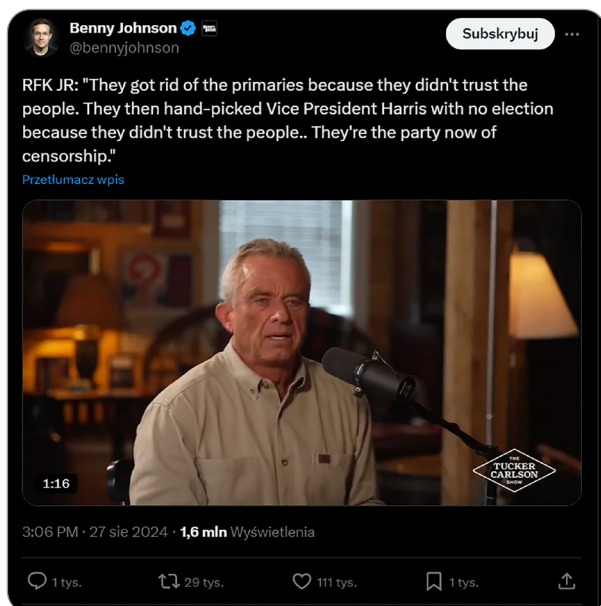 Benny Johnson
@bennyjohnson
Subskrybuj
RFK JR: "They got rid of the primaries because they didn't trust the
people. They then hand-picked Vice President Harris with no election
because they didn't trust the people.. They're the party now of
censorship."
Przetłumacz wpis
1:16
THE
TUCKER
CARLSON
SHOW
3:06 PM · 27 sie 2024 · 1,6 mln Wyświetlenia
1 tys. 29 tys. 111 tys. 1 tys.